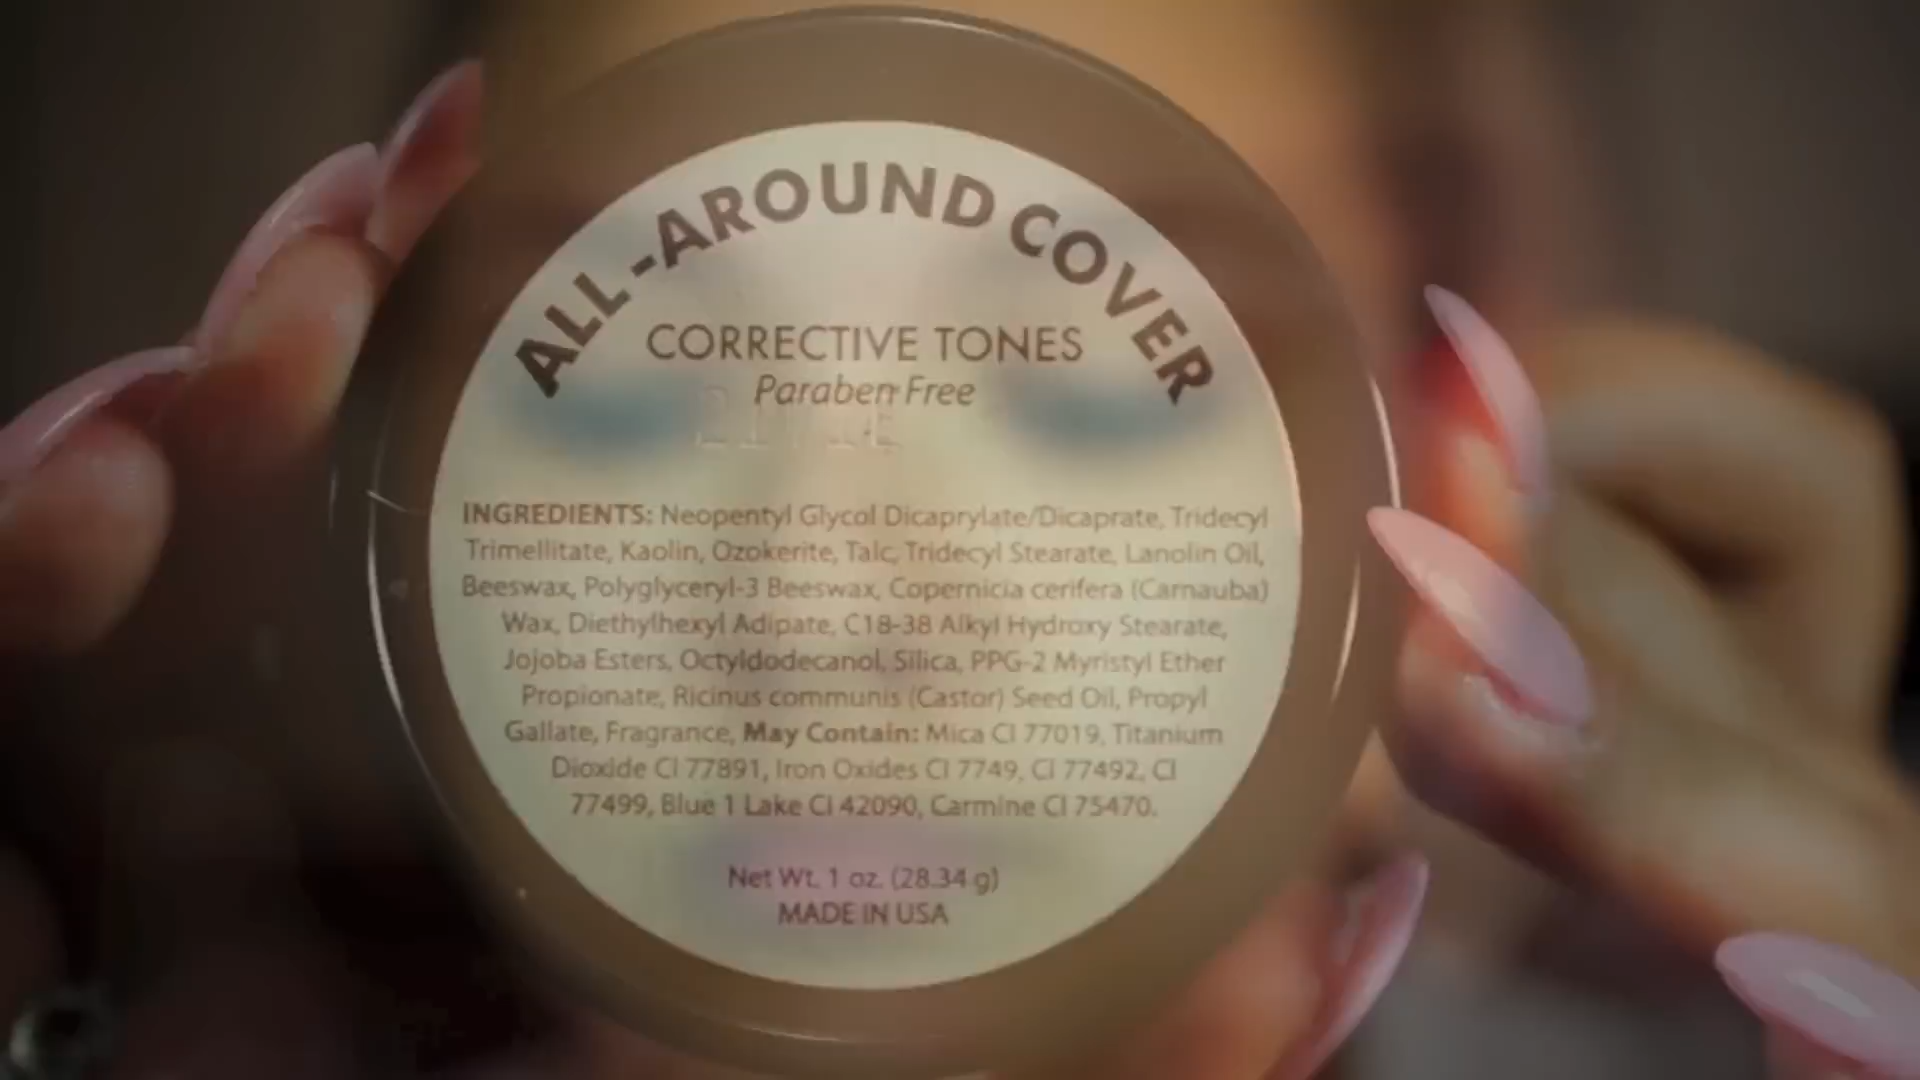 ALL-AROUND COVER
CORRECTIVE TONES
Paraben Free
INGREDIENTS: Neopentyl Glycol Dicaprylate/Dicaprate, Tridecyl
Trimellitate, Kaolin, Ozokerite, Talc, Tridecyl Stearate, Lanolin Oil,
Beeswax, Polyglyceryl-3 Beeswax, Copernicia cerifera (Carnauba)
Wax, Diethylhexyl Adipate, C18-38 Alkyl Hydroxy Stearate,
Jojoba Esters, Octyldodecanol, Silica, PPG-2 Myristyl Ether
Propionate, Ricinus communis (Castor) Seed Oil, Propyl
Gallate, Fragrance, May Contain: Mica CI 77019, Titanium
Dioxide CI 77891, Iron Oxides CI 7749, CI 77492, CI
77499, Blue 1 Lake CI 42090, Carmine CI 75470.
Net Wt. 1 oz. (28.34 g)
MADE IN USA